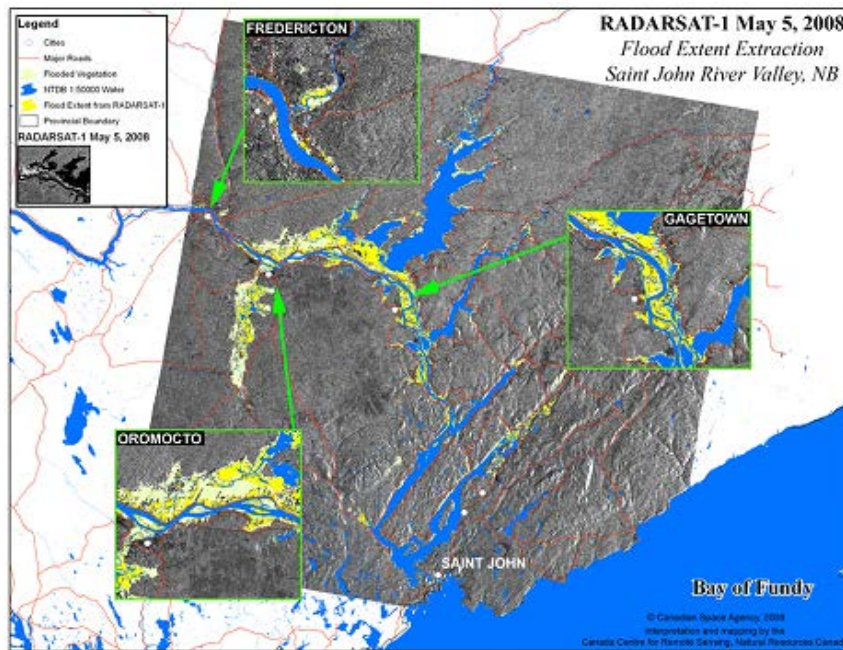 Legend
Cities
Major Roads
Flooded Vegetation
NTDB 1:50000 Water
Flood Extent from RADARSAT-1
Provincial Boundary
RADARSAT-1 May 5, 2008
FREDERICTON
RADARSAT-1 May 5, 2008
Flood Extent Extraction
Saint John River Valley, NB
GAGETOWN
OROMOCTO
SAINT JOHN
Bay of Fundy
© Canadian Space Agency, 2008
Interpretation and mapping by the
Canada Centre for Remote Sensing, Natural Resources Canada